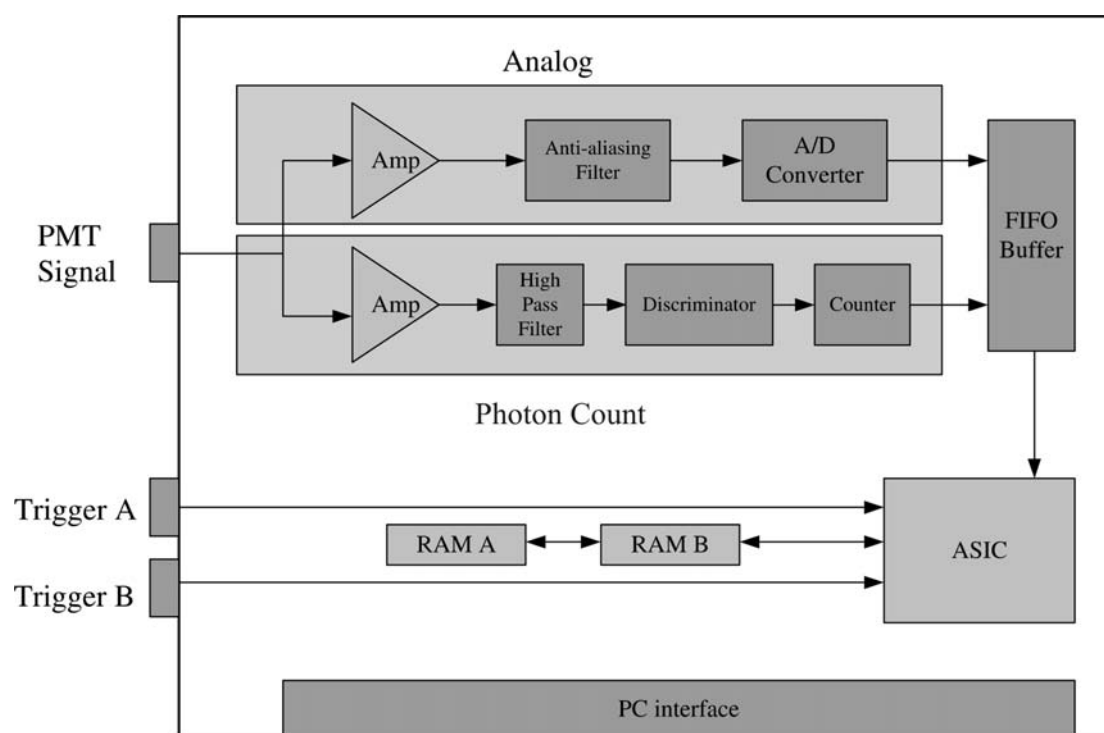 Analog
Amp
Anti-aliasing
Filter
A/D
Converter
FIFO
Buffer
PMT
Signal
Amp
High
Pass
Filter
Discriminator
Counter
Photon Count
Trigger A
RAM A
RAM B
ASIC
Trigger B
PC interface